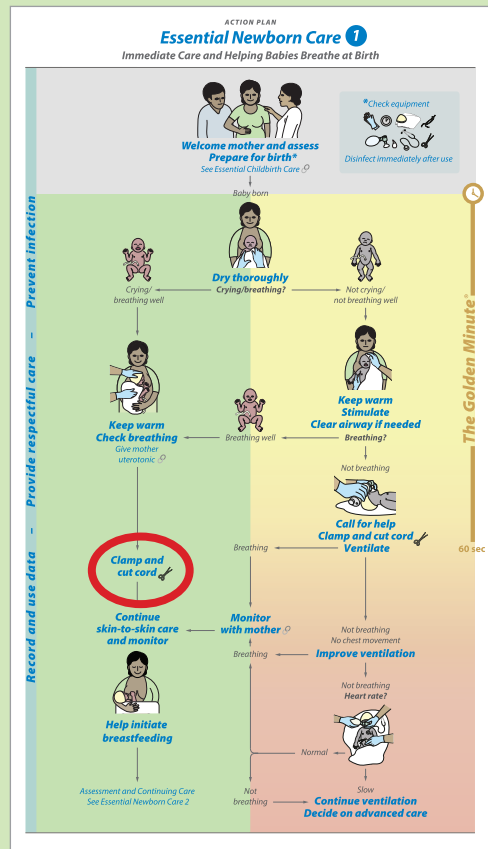 ACTION PLAN
Essential Newborn Care 1
Immediate Care and Helping Babies Breathe at Birth
Welcome mother and assess
Prepare for birth*
See Essential Childbirth Care
*Check equipment
Disinfect immediately after use
Baby born
Dry thoroughly
Crying/breathing?
Crying/
breathing well
Not crying/
not breathing well
Keep warm
Check breathing
Give mother
uterotonic
Breathing well
Keep warm
Stimulate
Clear airway if needed
Breathing?
Not breathing
Call for help
Clamp and cut cord
Ventilate
60 sec
Breathing
Clamp and
cut cord
Continue
skin-to-skin care
and monitor
Monitor
with mother
Not breathing
No chest movement
Breathing
Improve ventilation
Not breathing
Heart rate?
Help initiate
breastfeeding
Normal
Assessment and Continuing Care
See Essential Newborn Care 2
Not
breathing
Slow
Continue ventilation
Decide on advanced care
Record and use data – Provide respectful care – Prevent infection
The Golden Minute®